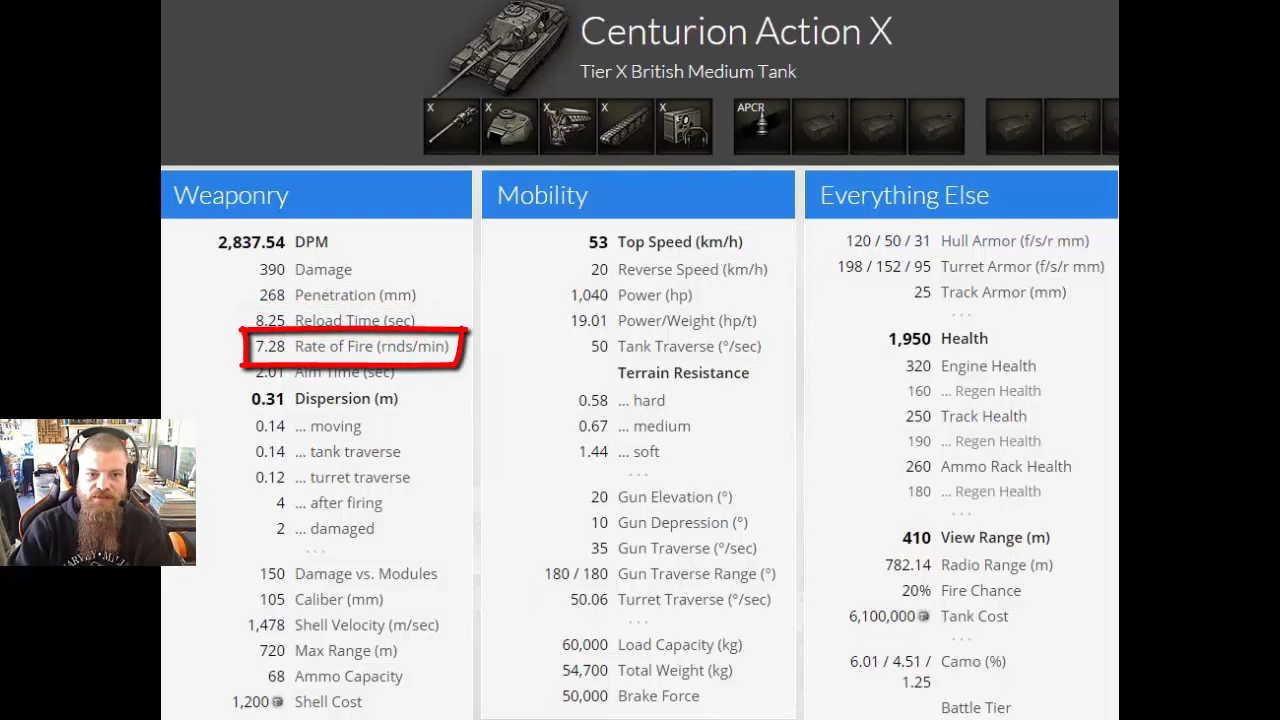 Centurion Action X
Tier X British Medium Tank
X X X X X APCR
Weaponry
2,837.54 DPM
390 Damage
268 Penetration (mm)
8.25 Reload Time (sec)
7.28 Rate of Fire (rnds/min)
2.01 Aim Time (sec)
0.31 Dispersion (m)
0.14 ... moving
0.14 ... tank traverse
0.12 ... turret traverse
4 ... after firing
2 ... damaged
...
150 Damage vs. Modules
105 Caliber (mm)
1,478 Shell Velocity (m/sec)
720 Max Range (m)
68 Ammo Capacity
1,200 Shell Cost
Mobility
53 Top Speed (km/h)
20 Reverse Speed (km/h)
1,040 Power (hp)
19.01 Power/Weight (hp/t)
50 Tank Traverse (°/sec)
Terrain Resistance
0.58 ... hard
0.67 ... medium
1.44 ... soft
...
20 Gun Elevation (°)
10 Gun Depression (°)
35 Gun Traverse (°/sec)
180 / 180 Gun Traverse Range (°)
50.06 Turret Traverse (°/sec)
...
60,000 Load Capacity (kg)
54,700 Total Weight (kg)
50,000 Brake Force
Everything Else
120 / 50 / 31 Hull Armor (f/s/r mm)
198 / 152 / 95 Turret Armor (f/s/r mm)
25 Track Armor (mm)
...
1,950 Health
320 Engine Health
160 ... Regen Health
250 Track Health
190 ... Regen Health
260 Ammo Rack Health
180 ... Regen Health
...
410 View Range (m)
782.14 Radio Range (m)
20% Fire Chance
6,100,000 Tank Cost
...
6.01 / 4.51 / Camo (%)
1.25
Battle Tier